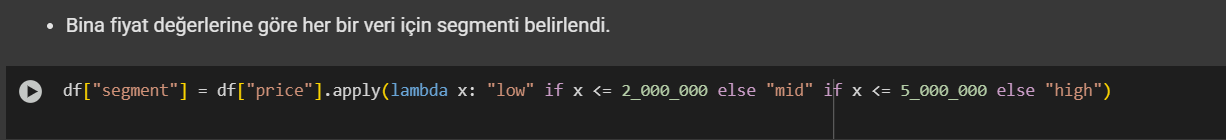 • Bina fiyat değerlerine göre her bir veri için segmenti belirlendi.
df["segment"] = df["price"].apply(lambda x: "low" if x <= 2_000_000 else "mid" if x <= 5_000_000 else "high")